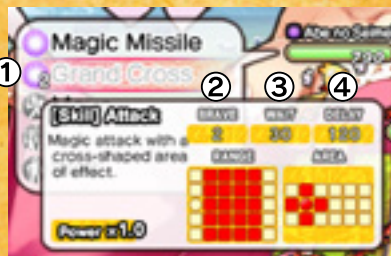 Magic Missile
Abe no Seimei
①
2
Grand Cross
②
③
④
[Skill] Attack
BRAVE
WAIT
DELAY
2
30
Magic attack with a
cross-shaped area
of effect.
RANGE
AREA
Power x1.0